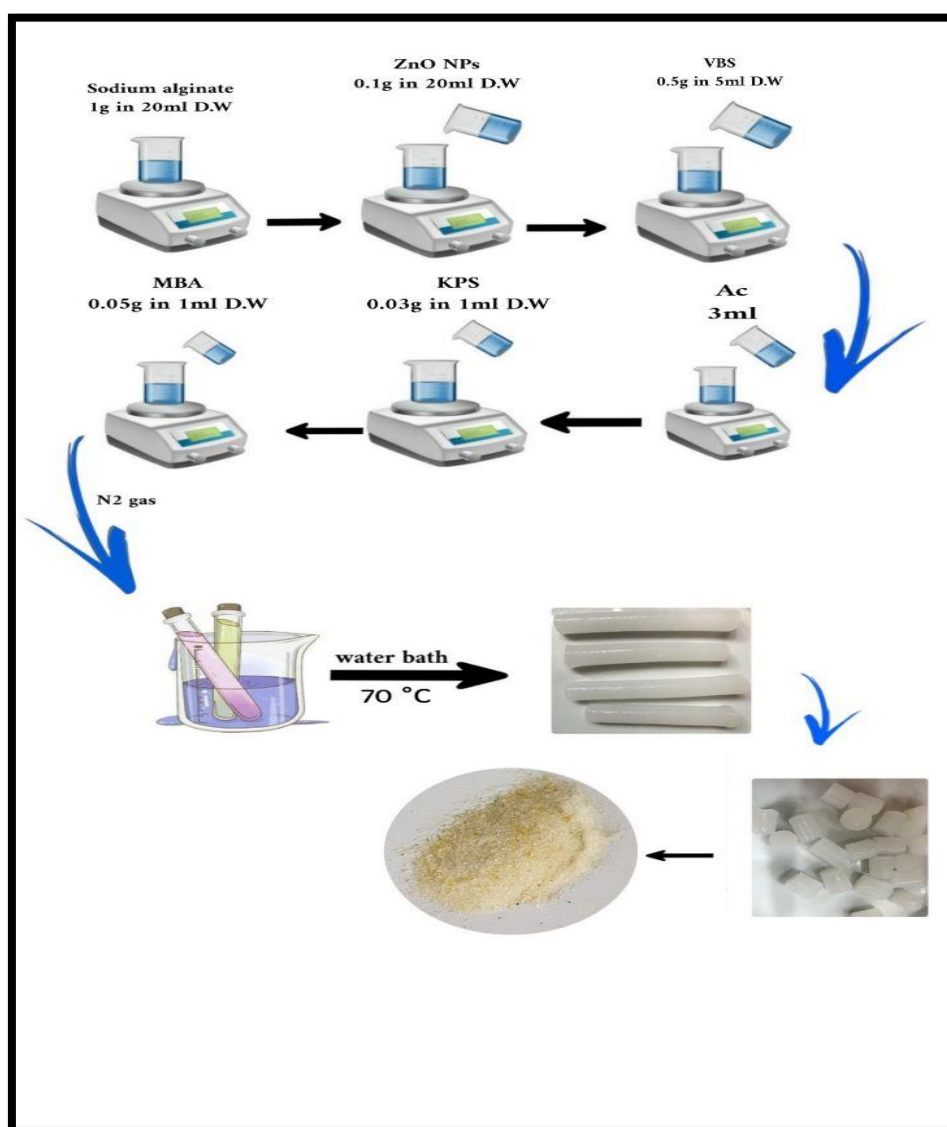 Sodium alginate
1g in 20ml D.W
ZnO NPs
0.1g in 20ml D.W
VBS
0.5g in 5ml D.W
Ac
3ml
KPS
0.03g in 1ml D.W
MBA
0.05g in 1ml D.W
N2 gas
water bath
70 °C